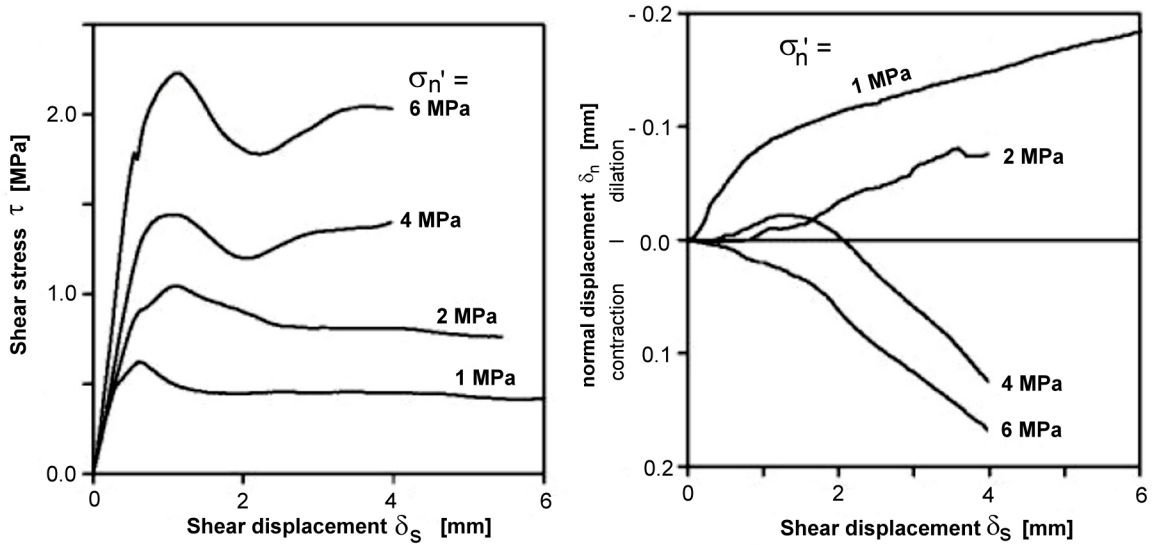 Shear stress τ [MPa]
2.0
1.0
0.0
σn' =
6 MPa
4 MPa
2 MPa
1 MPa
0
2
4
6
Shear displacement δs [mm]
normal displacement δn [mm]
contraction | dilation
- 0.2
- 0.1
0.0
0.1
0.2
σn' =
1 MPa
2 MPa
4 MPa
6 MPa
0
2
4
6
Shear displacement δs [mm]